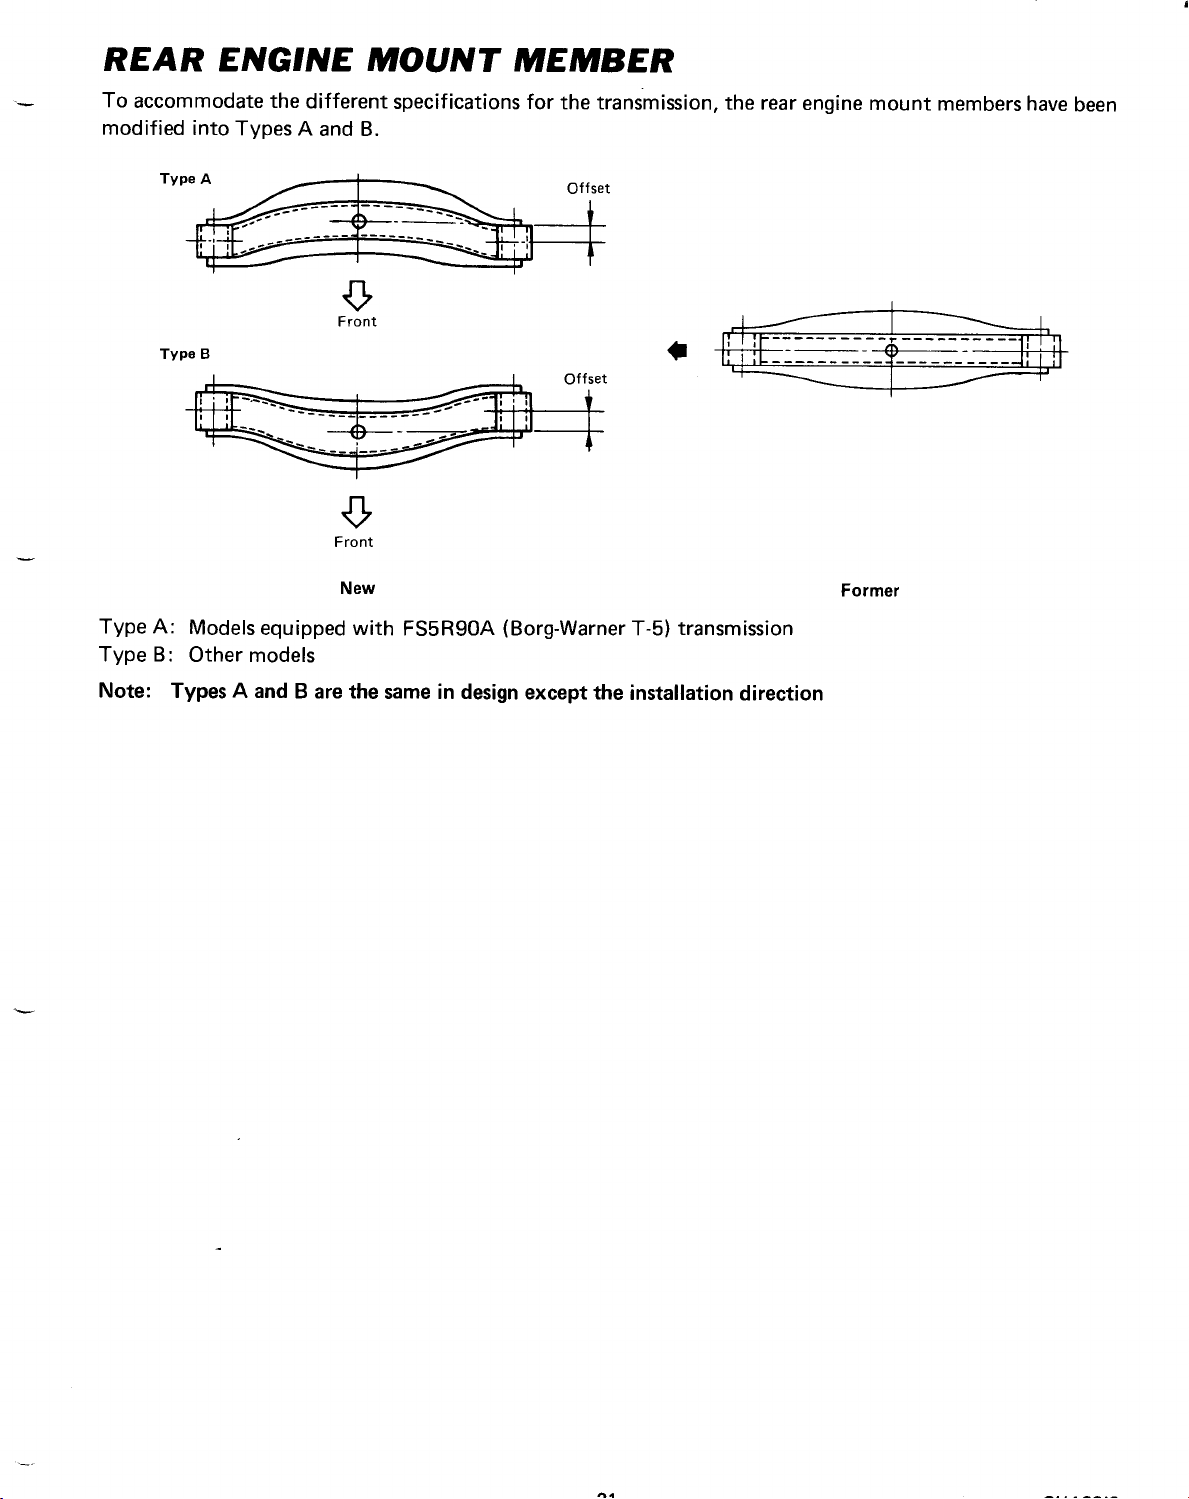 REAR ENGINE MOUNT MEMBER
To accommodate the different specifications for the transmission, the rear engine mount members have been
modified into Types A and B.
Type A
Offset
Front
Type B
Offset
Front
New
Former
Type A: Models equipped with FS5R90A (Borg-Warner T-5) transmission
Type B: Other models
Note: Types A and B are the same in design except the installation direction